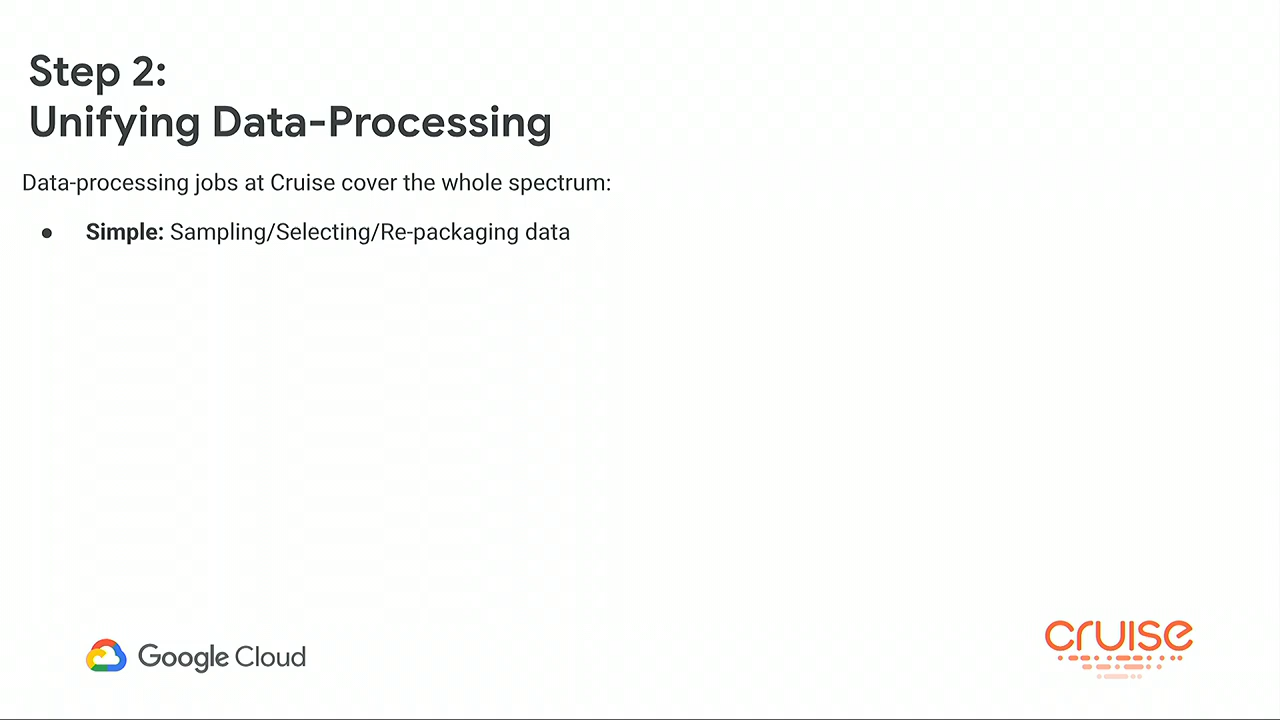 Step 2:
Unifying Data-Processing
Data-processing jobs at Cruise cover the whole spectrum:
● Simple: Sampling/Selecting/Re-packaging data
Google Cloud
cruise